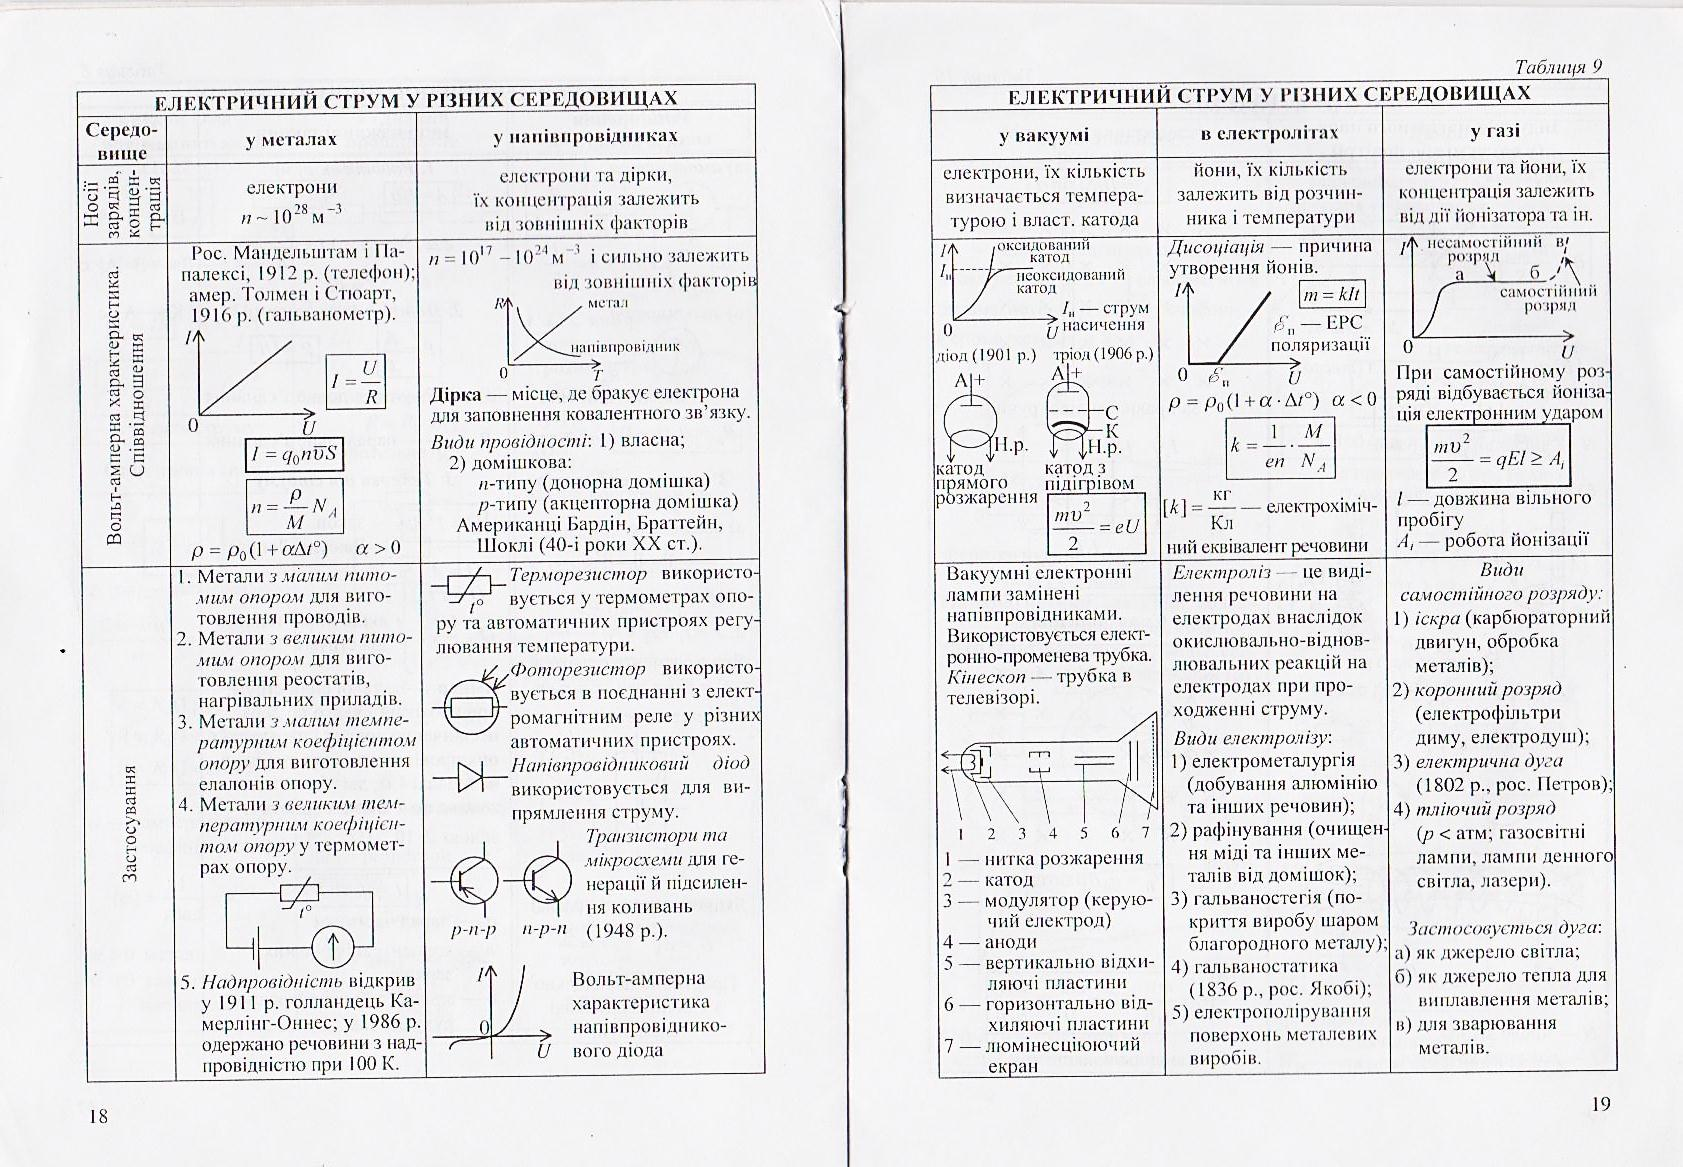 ЕЛЕКТРИЧНИЙ СТРУМ У РІЗНИХ СЕРЕДОВИЩАХ
Середо-
вище
у металах
у напівпровідниках
Носії
зарядів,
концен-
трація
електрони
n ~ 10²⁸ м⁻³
електрони та дірки,
їх концентрація залежить
від зовнішніх факторів
Вольт-амперна характеристика.
Співвідношення
Рос. Мандельштам і Па-
палексі, 1912 р. (телефон);
амер. Толмен і Стюарт,
1916 р. (гальванометр).
I
0
U
I = U/R
I = q₀nῡS
n = ρ/M N_A
ρ = ρ₀(1 + αΔt°) α > 0
n = 10¹⁷ – 10²⁴ м⁻³ і сильно залежить
від зовнішніх факторів
R
метал
напівпровідник
0
T
Дірка — місце, де бракує електрона
для заповнення ковалентного зв’язку.
Види провідності: 1) власна;
2) домішкова:
n-типу (донорна домішка)
p-типу (акцепторна домішка)
Американці Бардін, Браттейн,
Шоклі (40-і роки XX ст.).
Застосування
1. Метали з малим пито-
мим опором для виго-
товлення проводів.
2. Метали з великим пито-
мим опором для виго-
товлення реостатів,
нагрівальних приладів.
3. Метали з малим темпе-
ратурним коефіцієнтом
опору для виготовлення
елалонів опору.
4. Метали з великим тем-
пературним коефіцієн-
том опору у термомет-
рах опору.
t°
5. Надпровідність відкрив
у 1911 р. голландець Ка-
мерлінг-Оннес; у 1986 р.
одержано речовини з над-
провідністю при 100 К.
t°
Терморезистор використо-
вується у термометрах опо-
ру та автоматичних пристроях регу-
лювання температури.
Фоторезистор використо-
вується в поєднанні з елект-
ромагнітним реле у різних
автоматичних пристроях.
Напівпровідниковий діод
використовується для ви-
прямлення струму.
Транзистори та
мікросхеми для ге-
нерації й підсилен-
ня коливань
(1948 р.).
p-n-p n-p-n
I
0
U
Вольт-амперна
характеристика
напівпровіднико-
вого діода
18
Таблиця 9
ЕЛЕКТРИЧНИЙ СТРУМ У РІЗНИХ СЕРЕДОВИЩАХ
у вакуумі
в електролітах
у газі
електрони, їх кількість
визначається темпера-
турою і власт. катода
йони, їх кількість
залежить від розчин-
ника і температури
електрони та йони, їх
концентрація залежить
від дії йонізатора та ін.
I
оксидований
катод
Iн
неоксидований
катод
Iн — струм
насичення
0
U
діод (1901 р.) тріод (1906 р.)
А + А +
С
К
Н.р. Н.р.
катод
прямого
розжарення
катод з
підігрівом
mυ²/2 = eU
Дисоціація — причина
утворення йонів.
I
m = kIt
ℰп — ЕРС
поляризації
0 ℰп U
ρ = ρ₀(1 + α · Δt°) α < 0
k = 1/en · M/N_A
[k] = кг/Кл — електрохіміч-
ний еквівалент речовини
I
несамостійний
розряд
а б в
самостійний
розряд
0
U
При самостійному роз-
ряді відбувається йоніза-
ція електронним ударом
mυ²/2 = qEl ≥ Aᵢ
l — довжина вільного
пробігу
Aᵢ — робота йонізації
Вакуумні електронні
лампи замінені
напівпровідниками.
Використовується елект-
ронно-променева трубка.
Кінескоп — трубка в
телевізорі.
1 2 3 4 5 6 7
1 — нитка розжарення
2 — катод
3 — модулятор (керую-
чий електрод)
4 — аноди
5 — вертикально відхи-
ляючі пластини
6 — горизонтально від-
хиляючі пластини
7 — люмінесціюючий
екран
Електроліз — це виді-
лення речовини на
електродах внаслідок
окислювально-віднов-
лювальних реакцій на
електродах при про-
ходженні струму.
Види електролізу:
1) електрометалургія
(добування алюмінію
та інших речовин);
2) рафінування (очищен-
ня міді та інших ме-
талів від домішок);
3) гальваностегія (по-
криття виробу шаром
благородного металу);
4) гальваностатика
(1836 р., рос. Якобі);
5) електрополірування
поверхонь металевих
виробів.
Види
самостійного розряду:
1) іскра (карбюраторний
двигун, обробка
металів);
2) коронний розряд
(електрофільтри
диму, електродуш);
3) електрична дуга
(1802 р., рос. Петров);
4) тліючий розряд
(p < атм; газосвітні
лампи, лампи денного
світла, лазери).
Застосовується дуга:
а) як джерело світла;
б) як джерело тепла для
виплавлення металів;
в) для зварювання
металів.
19